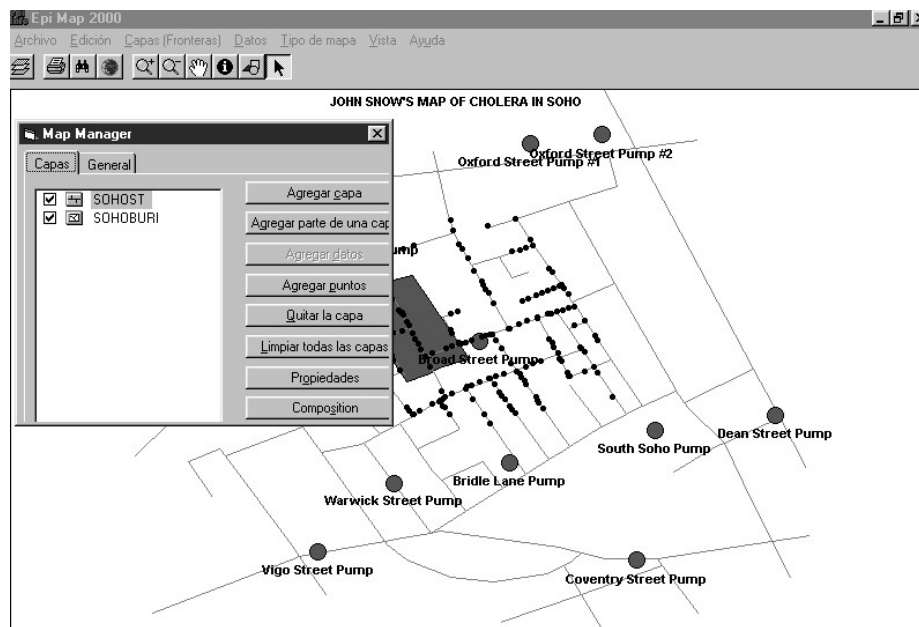 Epi Map 2000
Archivo Edición Capas (Fronteras) Datos Tipo de mapa Vista Ayuda
JOHN SNOW'S MAP OF CHOLERA IN SOHO
Map Manager
Capas General
SOHOST
SOHOBURI
Agregar capa
Agregar parte de una cap
Agregar datos
Agregar puntos
Quitar la capa
Limpiar todas las capas
Propiedades
Composition
Oxford Street Pump #2
Oxford Street Pump #1
ump
Broad Street Pump
Dean Street Pump
South Soho Pump
Bridle Lane Pump
Warwick Street Pump
Vigo Street Pump
Coventry Street Pump